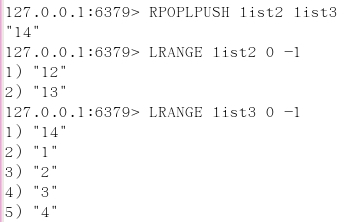 127.0.0.1:6379> RPOPLPUSH list2 list3
"14"
127.0.0.1:6379> LRANGE list2 0 -1
1) "12"
2) "13"
127.0.0.1:6379> LRANGE list3 0 -1
1) "14"
2) "1"
3) "2"
4) "3"
5) "4"